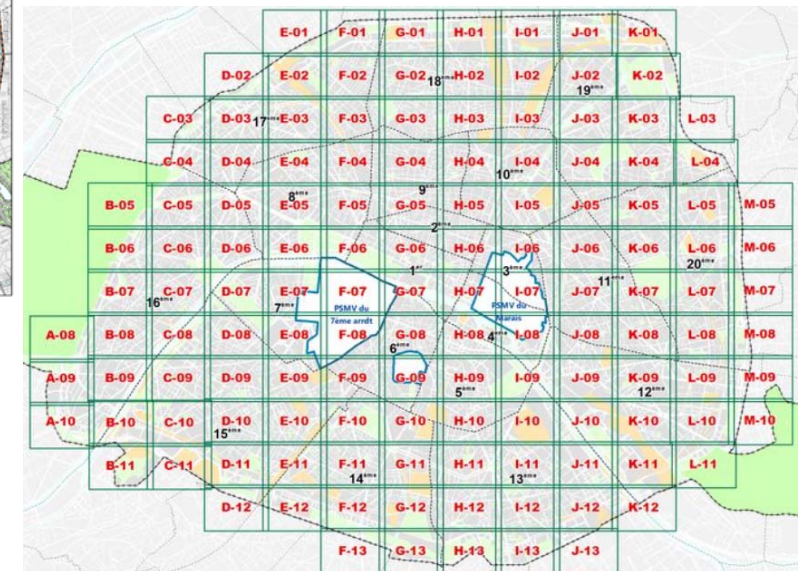 E-01 F-01 G-01 H-01 I-01 J-01 K-01
D-02 E-02 F-02 G-02 18ème H-02 I-02 J-02 K-02
19ème
C-03 D-03 17ème E-03 F-03 G-03 H-03 I-03 J-03 K-03 L-03
C-04 D-04 E-04 F-04 G-04 H-04 I-04 J-04 K-04 L-04
10ème
8ème 9ème
B-05 C-05 D-05 E-05 F-05 G-05 H-05 I-05 J-05 K-05 L-05 M-05
2ème
B-06 C-06 D-06 E-06 F-06 G-06 H-06 I-06 J-06 K-06 L-06 M-06
1er 3ème 11ème 20ème
B-07 C-07 D-07 E-07 F-07 G-07 H-07 I-07 J-07 K-07 L-07 M-07
16ème 7ème PSMV du 7ème arrdt PSMV du Marais
A-08 B-08 C-08 D-08 E-08 F-08 G-08 H-08 4ème I-08 J-08 K-08 L-08 M-08
6ème
A-09 B-09 C-09 D-09 E-09 F-09 G-09 H-09 I-09 J-09 K-09 L-09 M-09
5ème 12ème
A-10 B-10 C-10 D-10 E-10 F-10 G-10 H-10 I-10 J-10 K-10 L-10 M-10
15ème
B-11 C-11 D-11 E-11 F-11 G-11 H-11 I-11 J-11 K-11 L-11
14ème 13ème
D-12 E-12 F-12 G-12 H-12 I-12 J-12 K-12
F-13 G-13 H-13 I-13 J-13